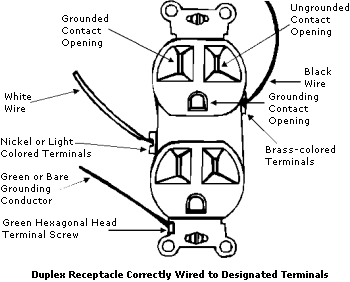 Grounded
Contact
Opening
Ungrounded
Contact
Opening
White
Wire
Black
Wire
Grounding
Contact
Opening
Nickel or Light
Colored Terminals
Brass-colored
Terminals
Green or Bare
Grounding
Conductor
Green Hexagonal Head
Terminal Screw
Duplex Receptacle Correctly Wired to Designated Terminals